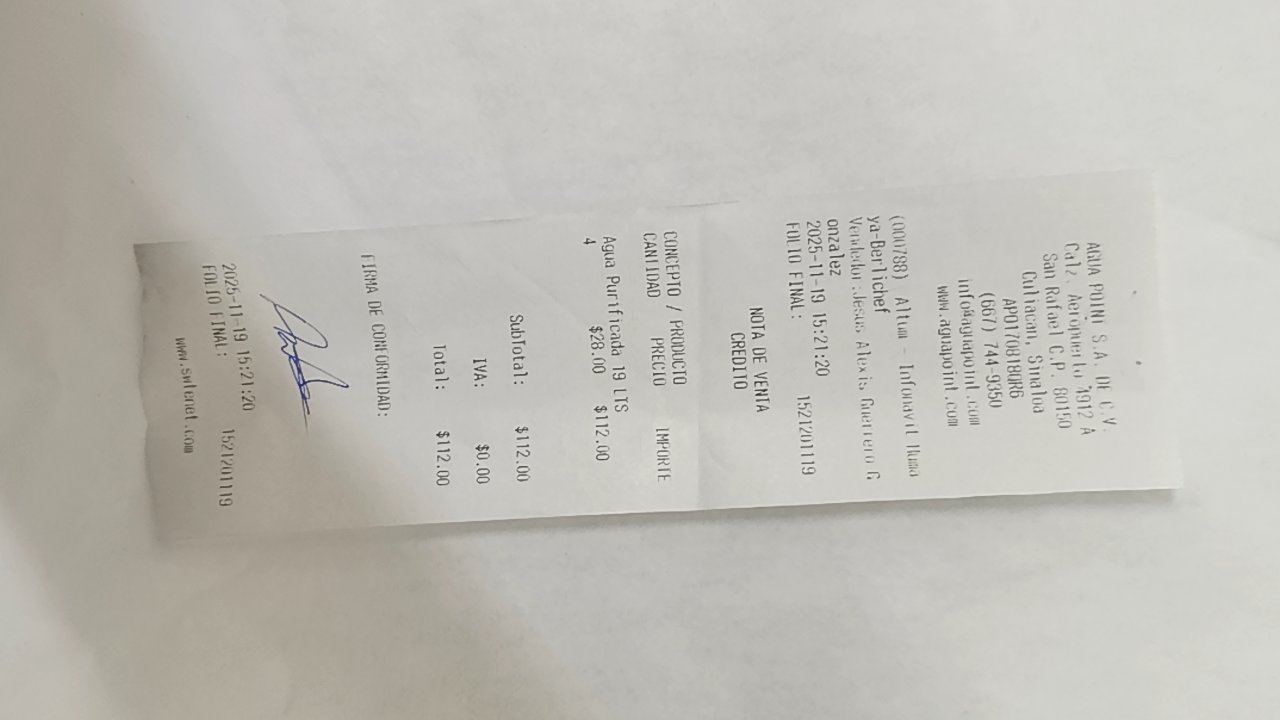 AGUA POINT S.A. DE C.V.
Calz. Aeropuerto 7912 A
San Rafael C.P. 80150
Culiacan, Sinaloa
APO170818UR6
(667) 744-9350
info@aguapoint.com
www.aguapoint.com
(000788) Altum - Infonavit Huma
ya-Berlichef
Vendedor:Jesus Alexis Guerrero G
onzalez
2025-11-19 15:21:20
FOLIO FINAL: 1521201119
NOTA DE VENTA
CREDITO
CONCEPTO / PRODUCTO
CANTIDAD PRECIO IMPORTE
Agua Purificada 19 LTS
4 $28.00 $112.00
SubTotal: $112.00
IVA: $0.00
Total: $112.00
FIRMA DE CONFORMIDAD:
2025-11-19 15:21:20
FOLIO FINAL: 1521201119
www.swtenet.com